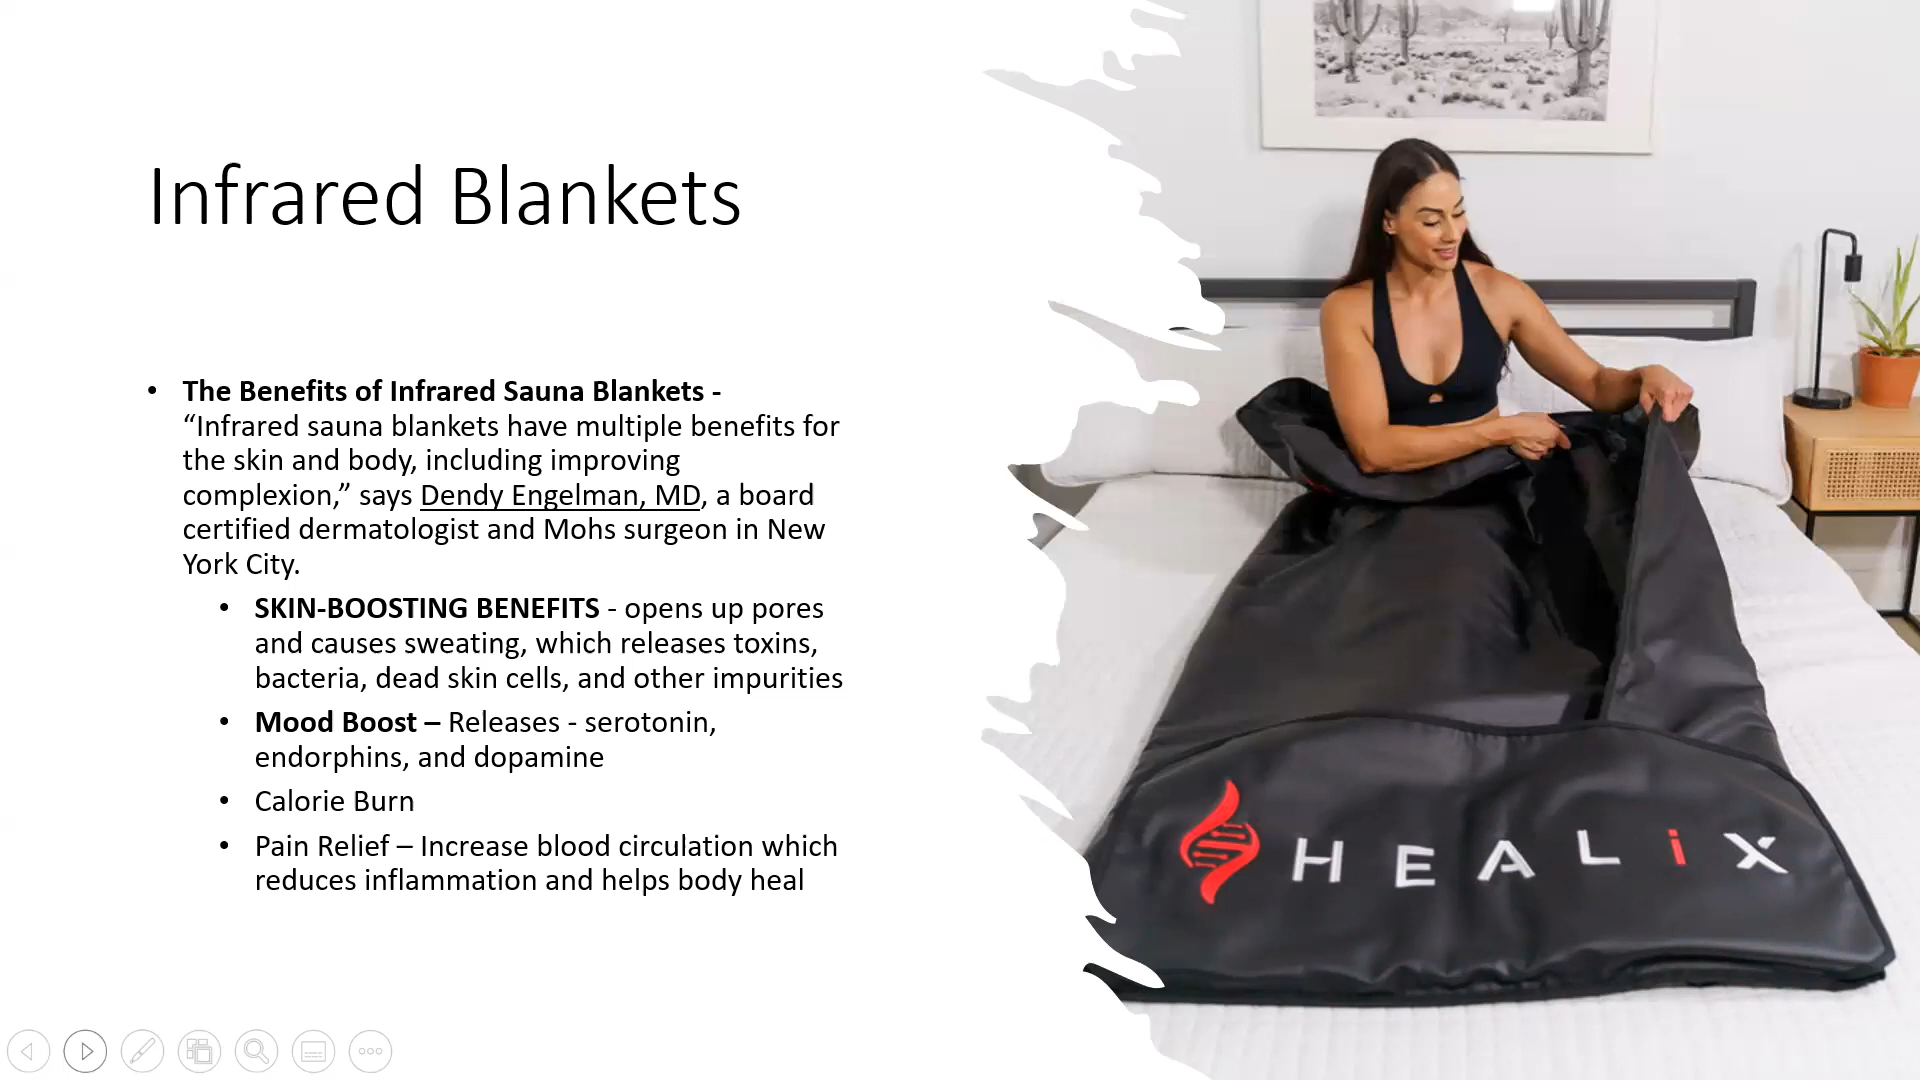 Infrared Blankets
• The Benefits of Infrared Sauna Blankets -
“Infrared sauna blankets have multiple benefits for
the skin and body, including improving
complexion,” says Dendy Engelman, MD, a board
certified dermatologist and Mohs surgeon in New
York City.
• SKIN-BOOSTING BENEFITS - opens up pores
and causes sweating, which releases toxins,
bacteria, dead skin cells, and other impurities
• Mood Boost – Releases - serotonin,
endorphins, and dopamine
• Calorie Burn
• Pain Relief – Increase blood circulation which
reduces inflammation and helps body heal
HEALiX